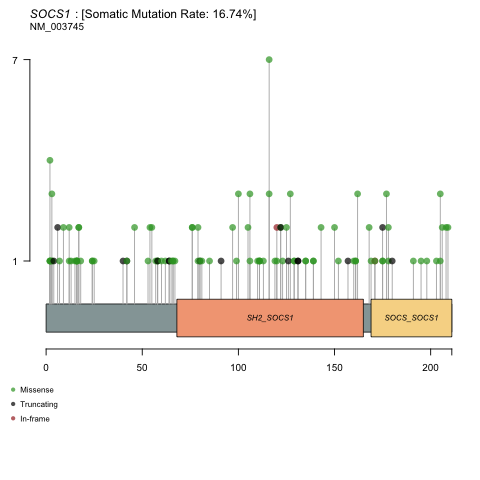 SOCS1 : [Somatic Mutation Rate: 16.74%]
NM_003745
7
1
SH2_SOCS1
SOCS_SOCS1
0 50 100 150 200
Missense
Truncating
In-frame